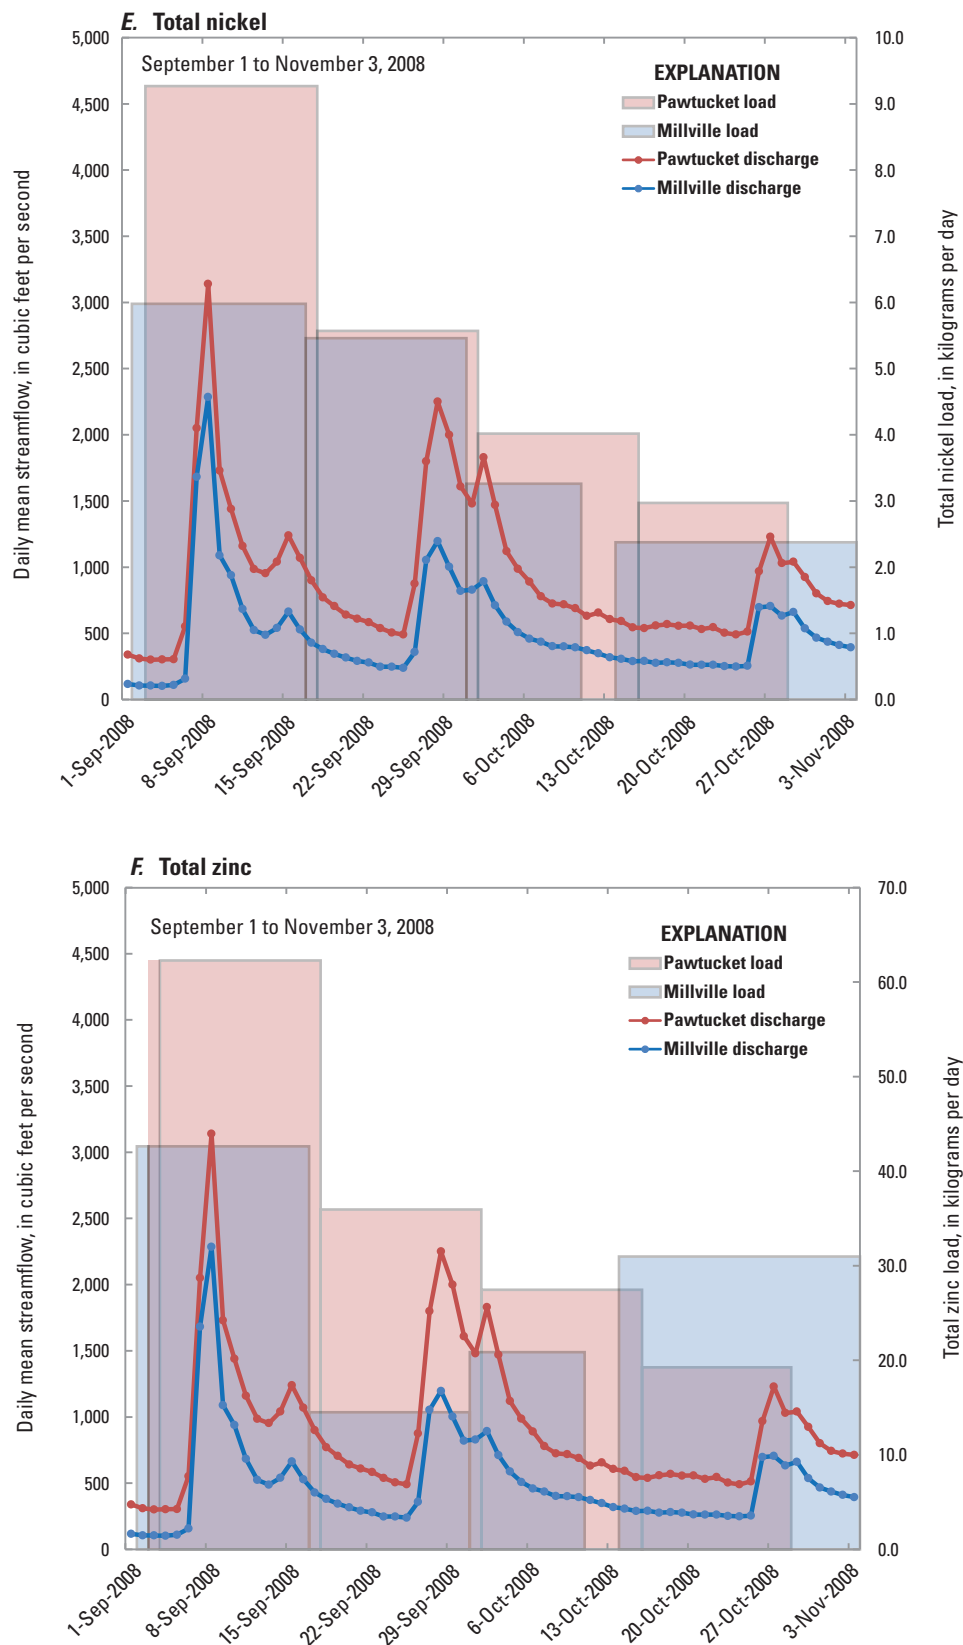 E. Total nickel
September 1 to November 3, 2008
EXPLANATION
Pawtucket load
Millville load
Pawtucket discharge
Millville discharge
Daily mean streamflow, in cubic feet per second
5,000
4,500
4,000
3,500
3,000
2,500
2,000
1,500
1,000
500
0
Total nickel load, in kilograms per day
10.0
9.0
8.0
7.0
6.0
5.0
4.0
3.0
2.0
1.0
0.0
1-Sep-2008
8-Sep-2008
15-Sep-2008
22-Sep-2008
29-Sep-2008
6-Oct-2008
13-Oct-2008
20-Oct-2008
27-Oct-2008
3-Nov-2008
F. Total zinc
September 1 to November 3, 2008
EXPLANATION
Pawtucket load
Millville load
Pawtucket discharge
Millville discharge
Daily mean streamflow, in cubic feet per second
5,000
4,500
4,000
3,500
3,000
2,500
2,000
1,500
1,000
500
0
Total zinc load, in kilograms per day
70.0
60.0
50.0
40.0
30.0
20.0
10.0
0.0
1-Sep-2008
8-Sep-2008
15-Sep-2008
22-Sep-2008
29-Sep-2008
6-Oct-2008
13-Oct-2008
20-Oct-2008
27-Oct-2008
3-Nov-2008